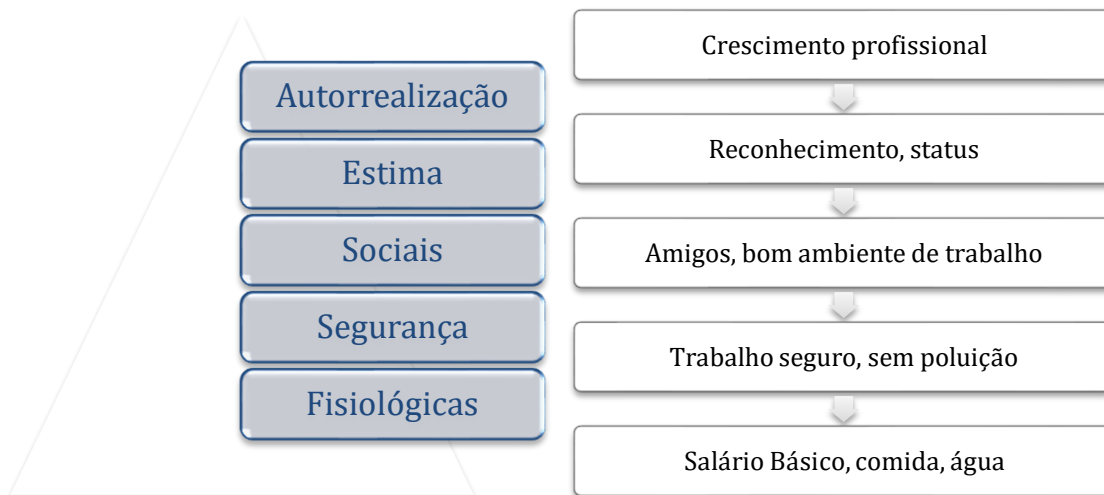 Autorrealização
Estima
Sociais
Segurança
Fisiológicas
Crescimento profissional
Reconhecimento, status
Amigos, bom ambiente de trabalho
Trabalho seguro, sem poluição
Salário Básico, comida, água